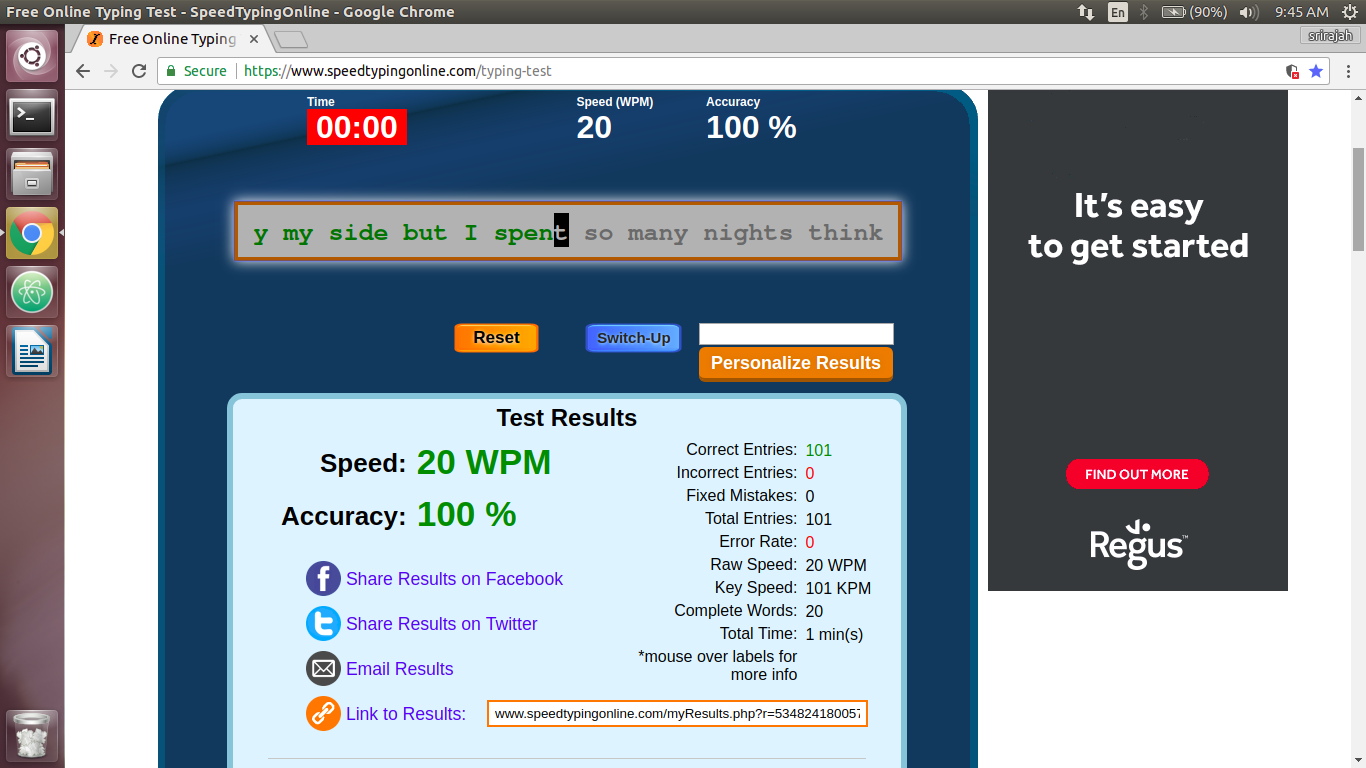 Free Online Typing Test - SpeedTypingOnline - Google Chrome
En
(90%)
9:45 AM
Free Online Typing
srirajah
Secure
https://www.speedtypingonline.com/typing-test
Time
Speed (WPM)
Accuracy
00:00
20
100 %
y my side but I spent so many nights think
Reset
Switch-Up
Personalize Results
Test Results
Speed: 20 WPM
Accuracy: 100 %
Correct Entries: 101
Incorrect Entries: 0
Fixed Mistakes: 0
Total Entries: 101
Error Rate: 0
Raw Speed: 20 WPM
Key Speed: 101 KPM
Complete Words: 20
Total Time: 1 min(s)
*mouse over labels for
more info
Share Results on Facebook
Share Results on Twitter
Email Results
Link to Results:
www.speedtypingonline.com/myResults.php?r=534824180057
It's easy
to get started
FIND OUT MORE
Regus™